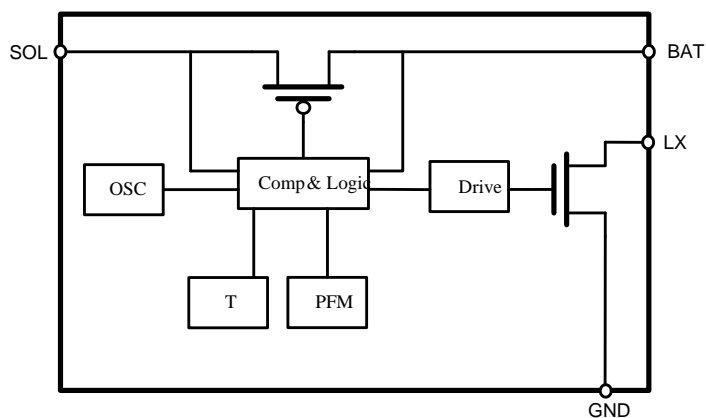 SOL
BAT
LX
OSC
Comp & Logic
Drive
T
PFM
GND